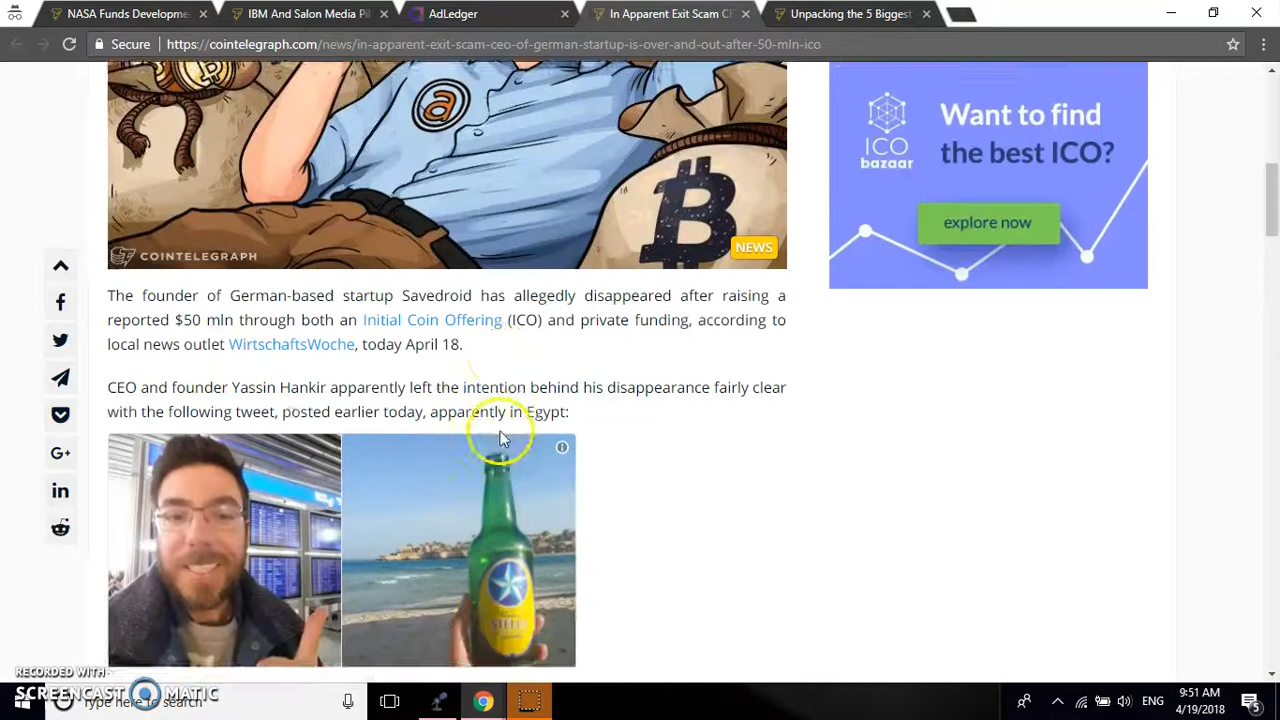 NASA Funds Developme
IBM And Salon Media Pil
AdLedger
In Apparent Exit Scam CE
Unpacking the 5 Biggest
Secure
https://cointelegraph.com/news/in-apparent-exit-scam-ceo-of-german-startup-is-over-and-out-after-50-mln-ico
a
B
COINTELEGRAPH
NEWS
ICO
bazaar
Want to find
the best ICO?
explore now
The founder of German-based startup Savedroid has allegedly disappeared after raising a
reported $50 mln through both an Initial Coin Offering (ICO) and private funding, according to
local news outlet WirtschaftsWoche, today April 18.
CEO and founder Yassin Hankir apparently left the intention behind his disappearance fairly clear
with the following tweet, posted earlier today, apparently in Egypt:
STELLA
G+
RECORDED WITH
SCREENCAST MATIC
Type here to search
ENG
9:51 AM
4/19/2018
5